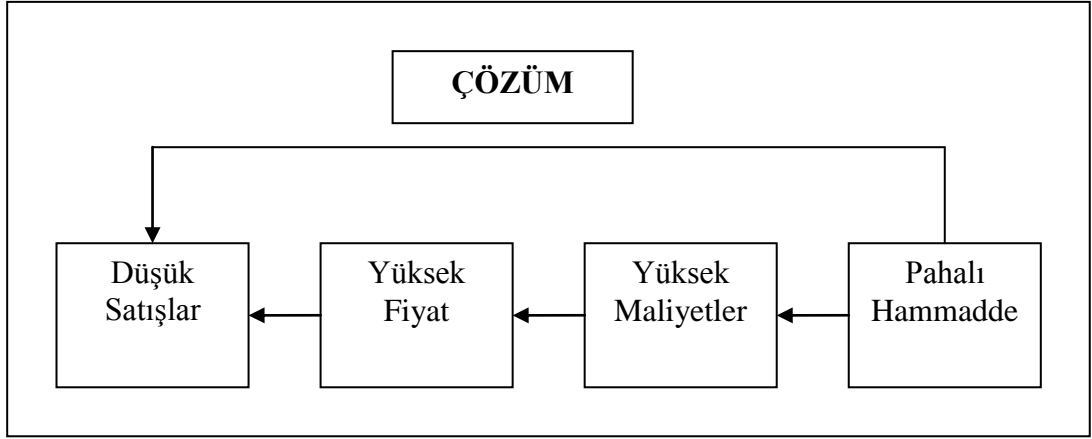 ÇÖZÜM
Düşük
Satışlar
Yüksek
Fiyat
Yüksek
Maliyetler
Pahalı
Hammadde